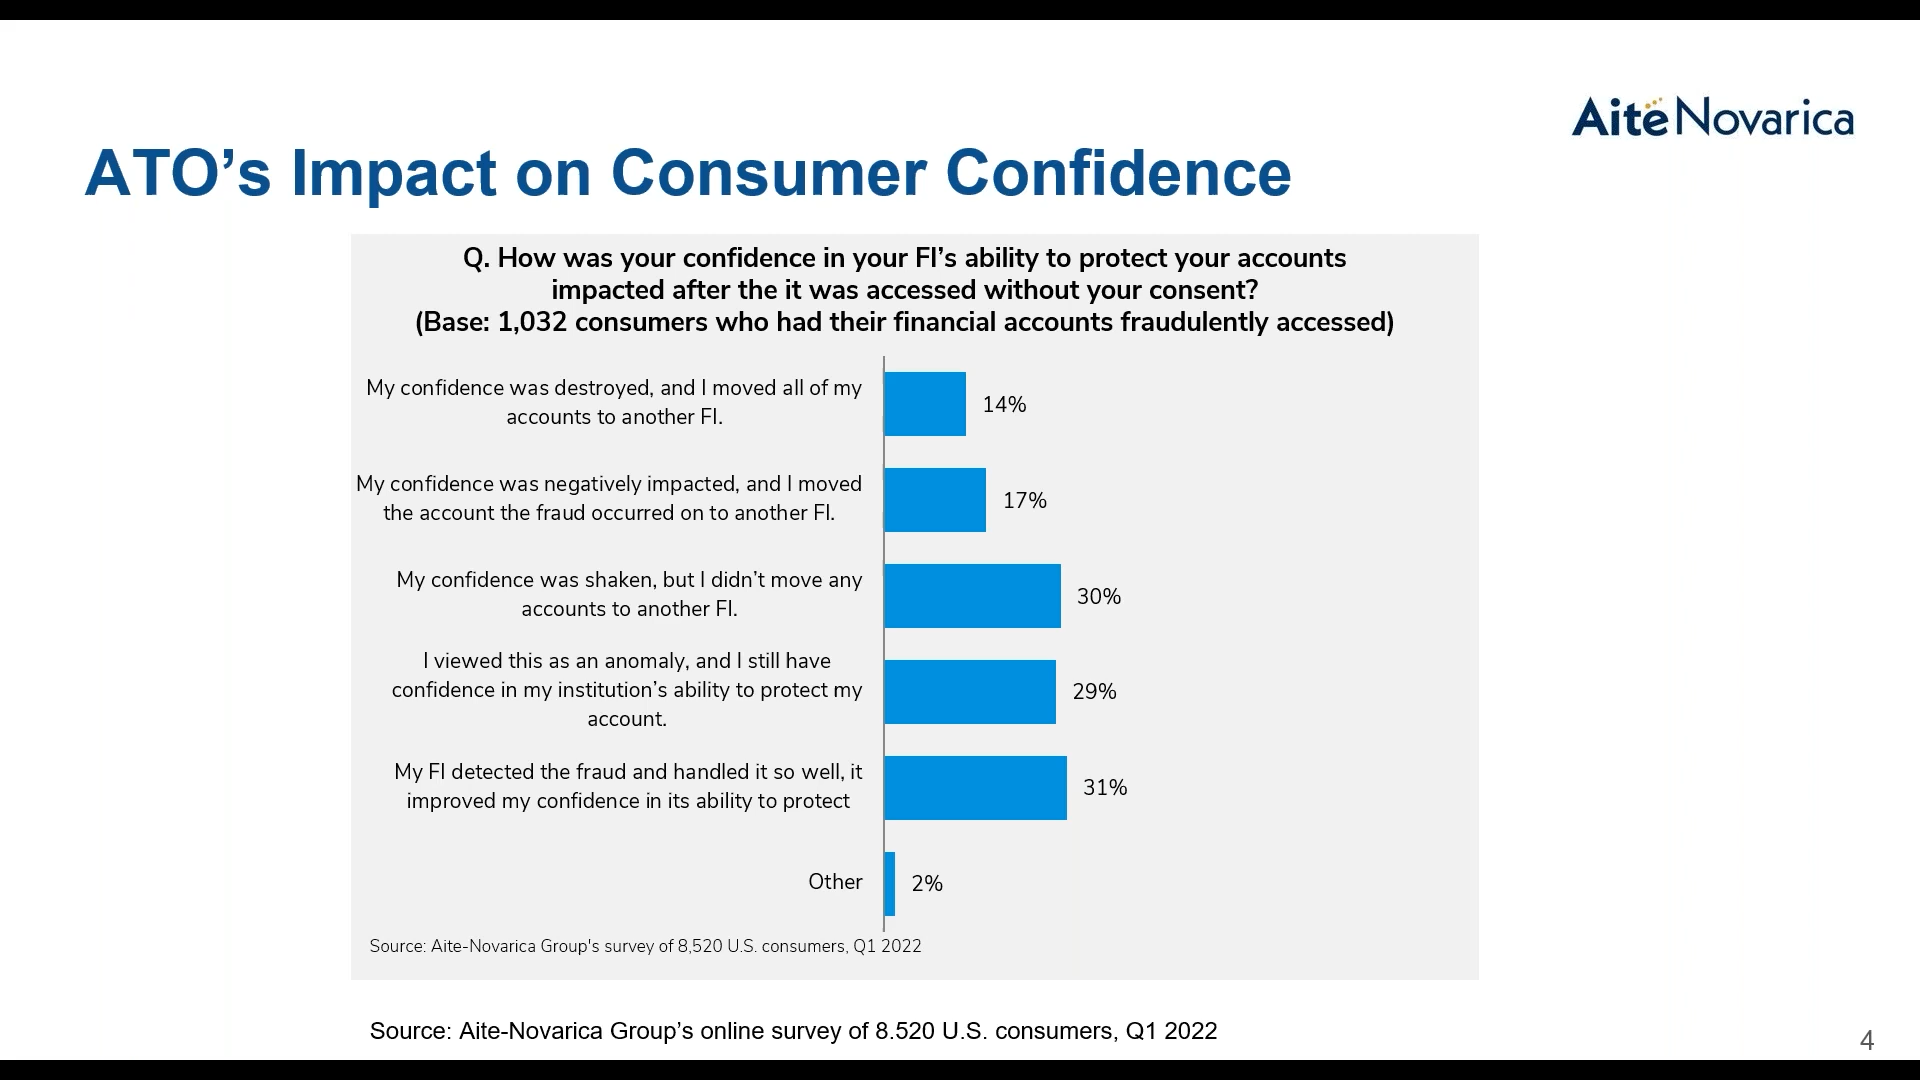 Aite Novarica
ATO’s Impact on Consumer Confidence
Q. How was your confidence in your FI’s ability to protect your accounts
impacted after the it was accessed without your consent?
(Base: 1,032 consumers who had their financial accounts fraudulently accessed)
My confidence was destroyed, and I moved all of my
accounts to another FI.
14%
My confidence was negatively impacted, and I moved
the account the fraud occurred on to another FI.
17%
My confidence was shaken, but I didn’t move any
accounts to another FI.
30%
I viewed this as an anomaly, and I still have
confidence in my institution’s ability to protect my
account.
29%
My FI detected the fraud and handled it so well, it
improved my confidence in its ability to protect
31%
Other
2%
Source: Aite-Novarica Group's survey of 8,520 U.S. consumers, Q1 2022
Source: Aite-Novarica Group’s online survey of 8.520 U.S. consumers, Q1 2022
4